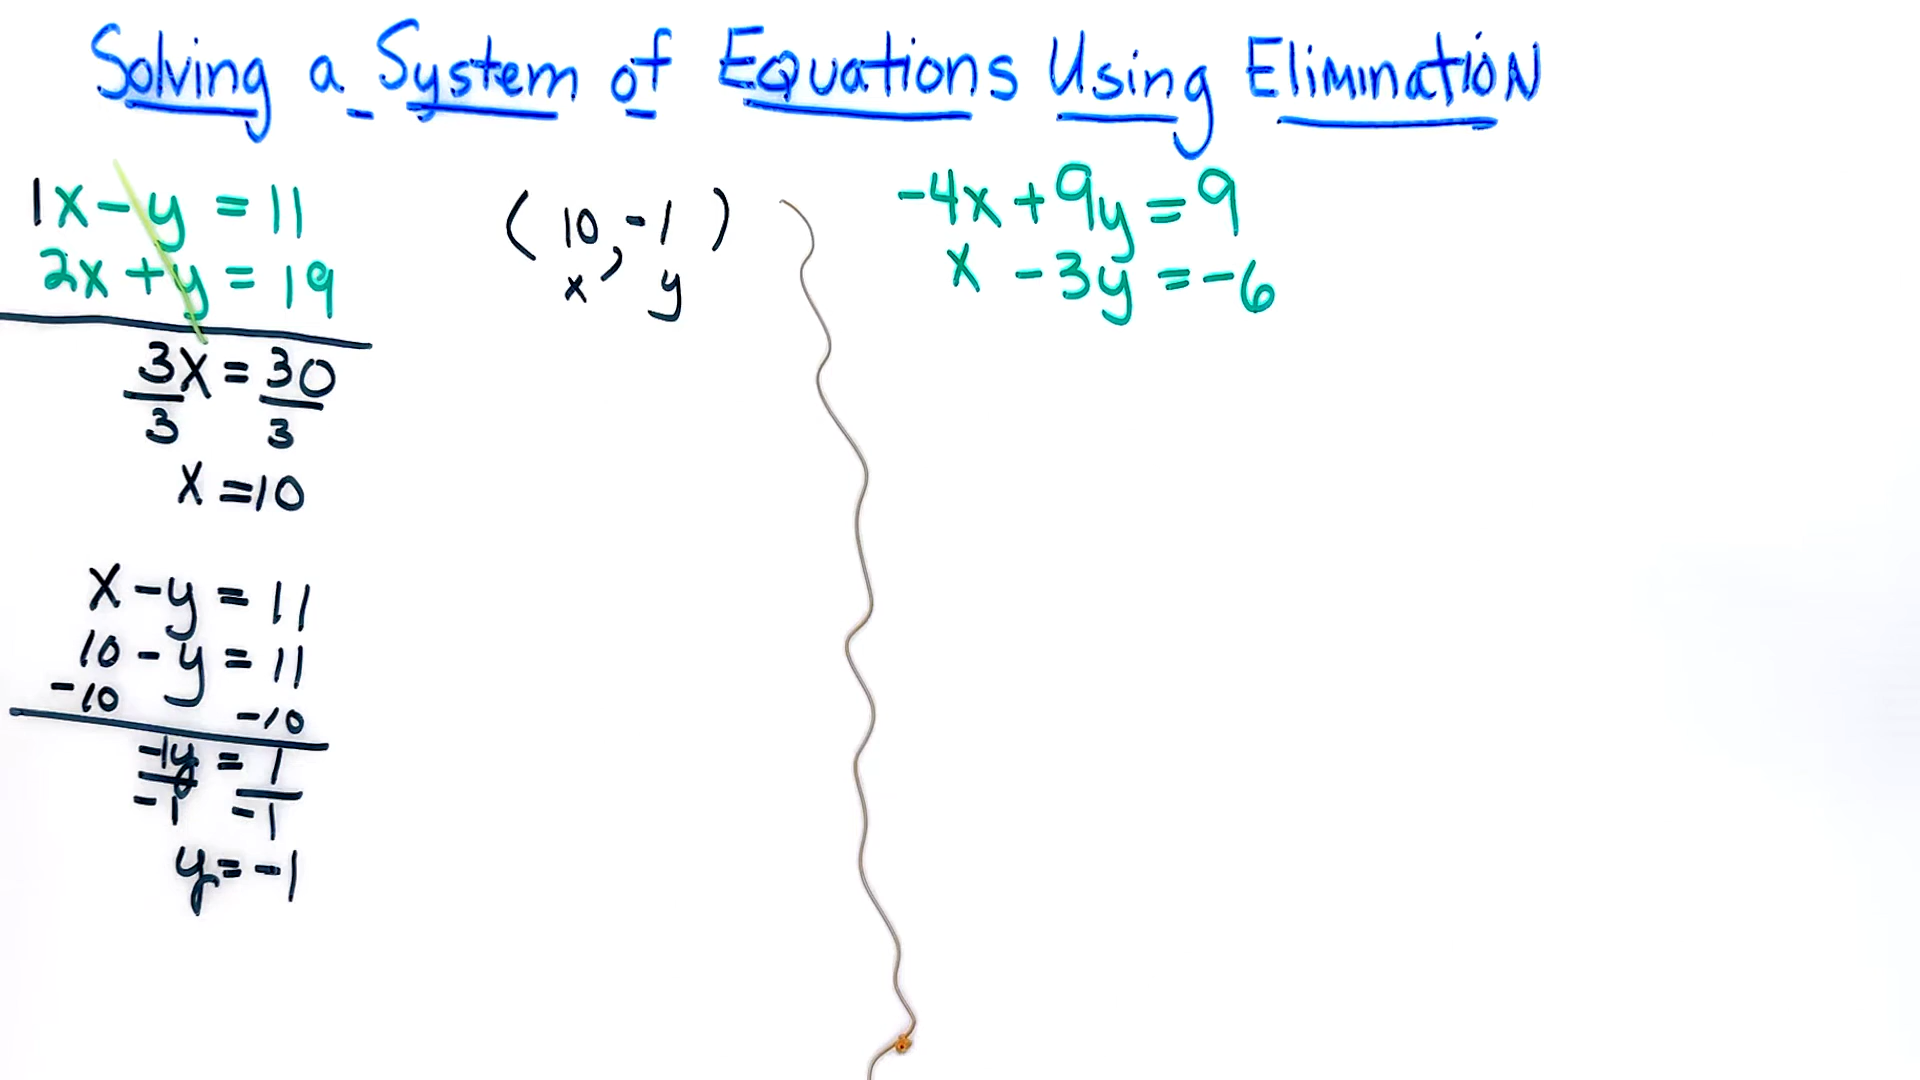 Solving a System of Equations Using Elimination
1x - y = 11
2x + y = 19
3x = 30
3 3
x = 10
x - y = 11
10 - y = 11
-10 -10
-1y = 1
-1 -1
y = -1
(10, -1)
x y
-4x + 9y = 9
x - 3y = -6